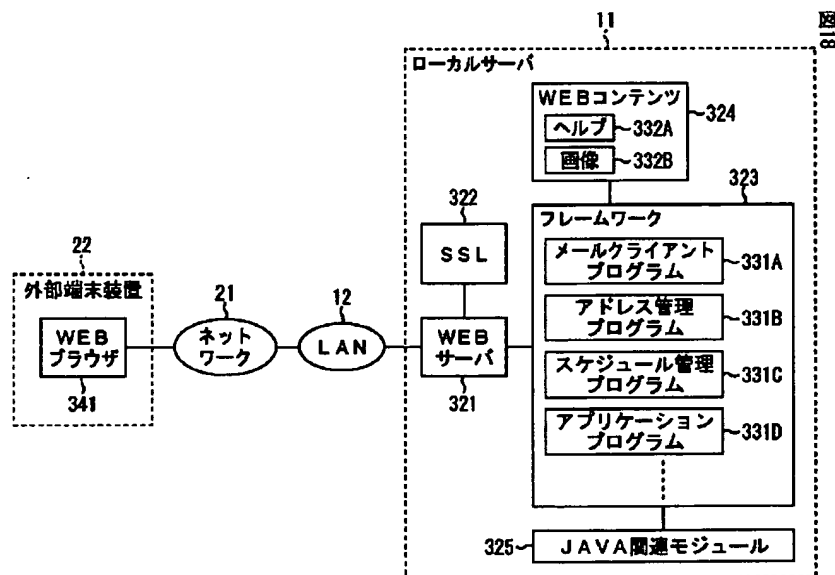 図18
11
ローカルサーバ
WEBコンテンツ
324
ヘルプ
332A
画像
332B
323
322
フレームワーク
SSL
メールクライアント
プログラム
331A
22
外部端末装置
21
12
アドレス管理
プログラム
331B
WEB
ブラウザ
ネット
ワーク
LAN
WEB
サーバ
341
321
スケジュール管理
プログラム
331C
アプリケーション
プログラム
331D
325
JAVA関連モジュール